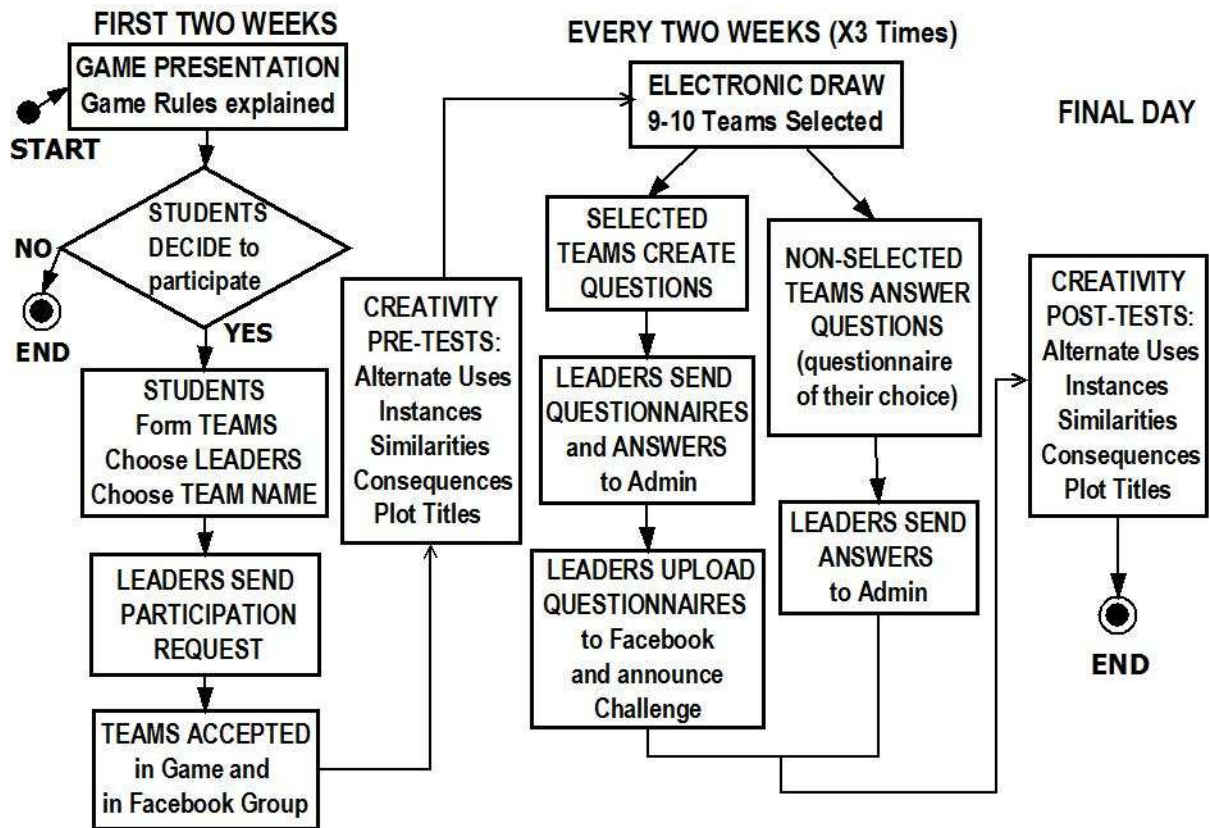 FIRST TWO WEEKS
GAME PRESENTATION
Game Rules explained
START
STUDENTS
DECIDE to
participate
NO
END
YES
STUDENTS
Form TEAMS
Choose LEADERS
Choose TEAM NAME
LEADERS SEND
PARTICIPATION
REQUEST
TEAMS ACCEPTED
in Game and
in Facebook Group
CREATIVITY
PRE-TESTS:
Alternate Uses
Instances
Similarities
Consequences
Plot Titles
EVERY TWO WEEKS (X3 Times)
ELECTRONIC DRAW
9-10 Teams Selected
SELECTED
TEAMS CREATE
QUESTIONS
LEADERS SEND
QUESTIONNAIRES
and ANSWERS
to Admin
LEADERS UPLOAD
QUESTIONNAIRES
to Facebook
and announce
Challenge
NON-SELECTED
TEAMS ANSWER
QUESTIONS
(questionnaire
of their choice)
LEADERS SEND
ANSWERS
to Admin
FINAL DAY
CREATIVITY
POST-TESTS:
Alternate Uses
Instances
Similarities
Consequences
Plot Titles
END